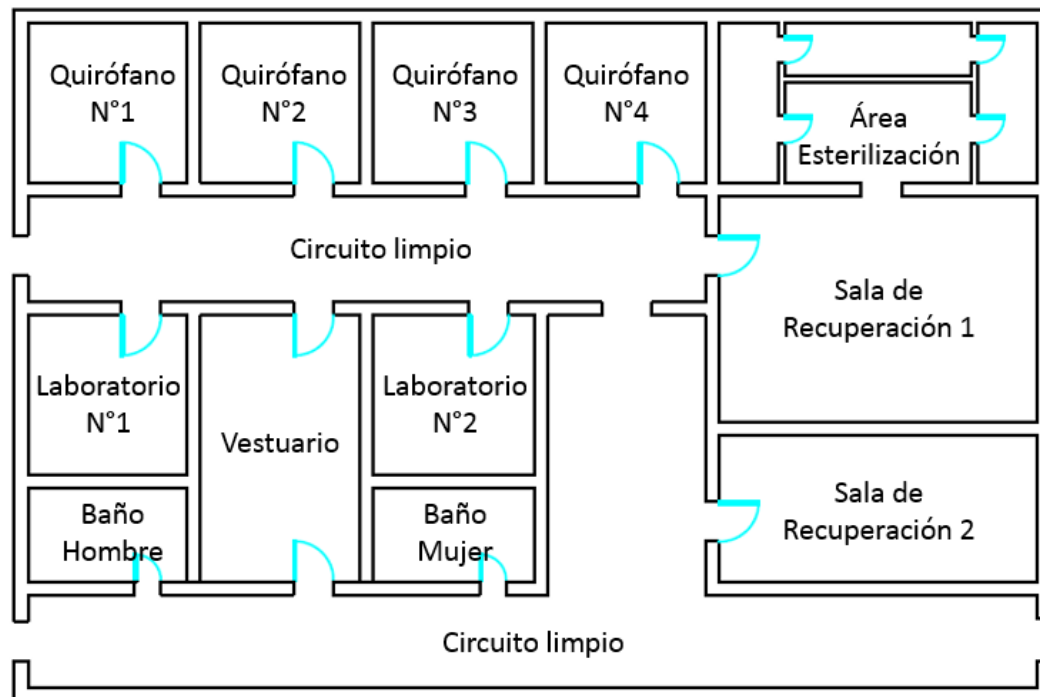 Quirófano
N°1
Quirófano
N°2
Quirófano
N°3
Quirófano
N°4
Área
Esterilización
Circuito limpio
Sala de
Recuperación 1
Laboratorio
N°1
Vestuario
Laboratorio
N°2
Baño
Hombre
Baño
Mujer
Sala de
Recuperación 2
Circuito limpio